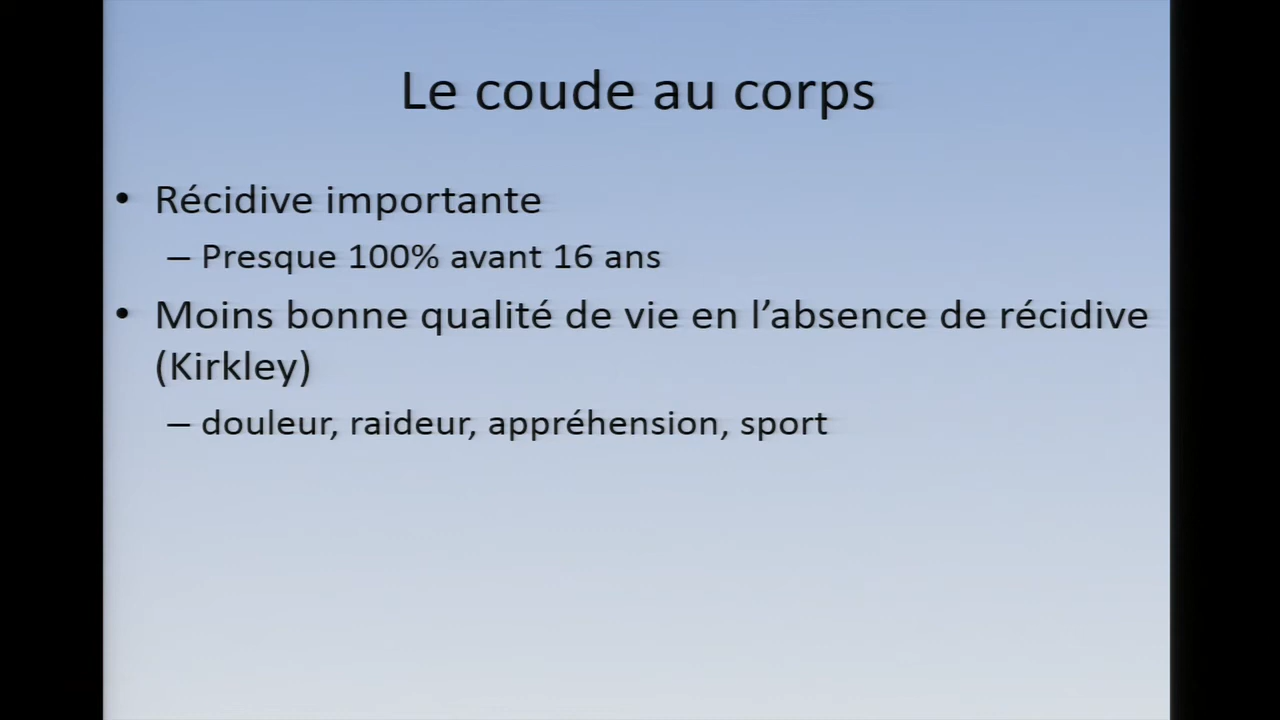 Le coude au corps
• Récidive importante
– Presque 100% avant 16 ans
• Moins bonne qualité de vie en l’absence de récidive
(Kirkley)
– douleur, raideur, appréhension, sport